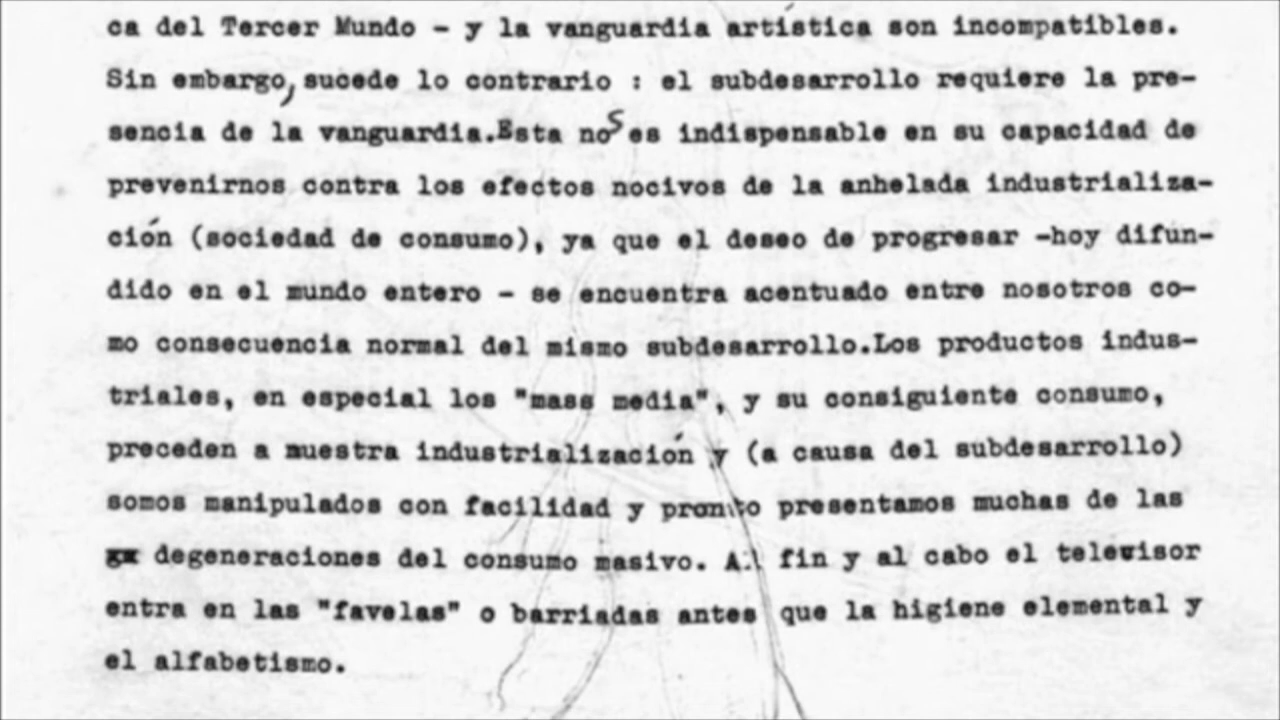 ca del Tercer Mundo - y la vanguardia artística son incompatibles.
Sin embargo, sucede lo contrario : el subdesarrollo requiere la pre-
sencia de la vanguardia.Esta nos es indispensable en su capacidad de
prevenirnos contra los efectos nocivos de la anhelada industrializa-
ción (sociedad de consumo), ya que el deseo de progresar -hoy difun-
dido en el mundo entero - se encuentra acentuado entre nosotros co-
mo consecuencia normal del mismo subdesarrollo.Los productos indus-
triales, en especial los "mass media", y su consiguiente consumo,
preceden a muestra industrialización y (a causa del subdesarrollo)
somos manipulados con facilidad y pronto presentamos muchas de las
degeneraciones del consumo masivo. Al fin y al cabo el televisor
entra en las "favelas" o barriadas antes que la higiene elemental y
el alfabetismo.